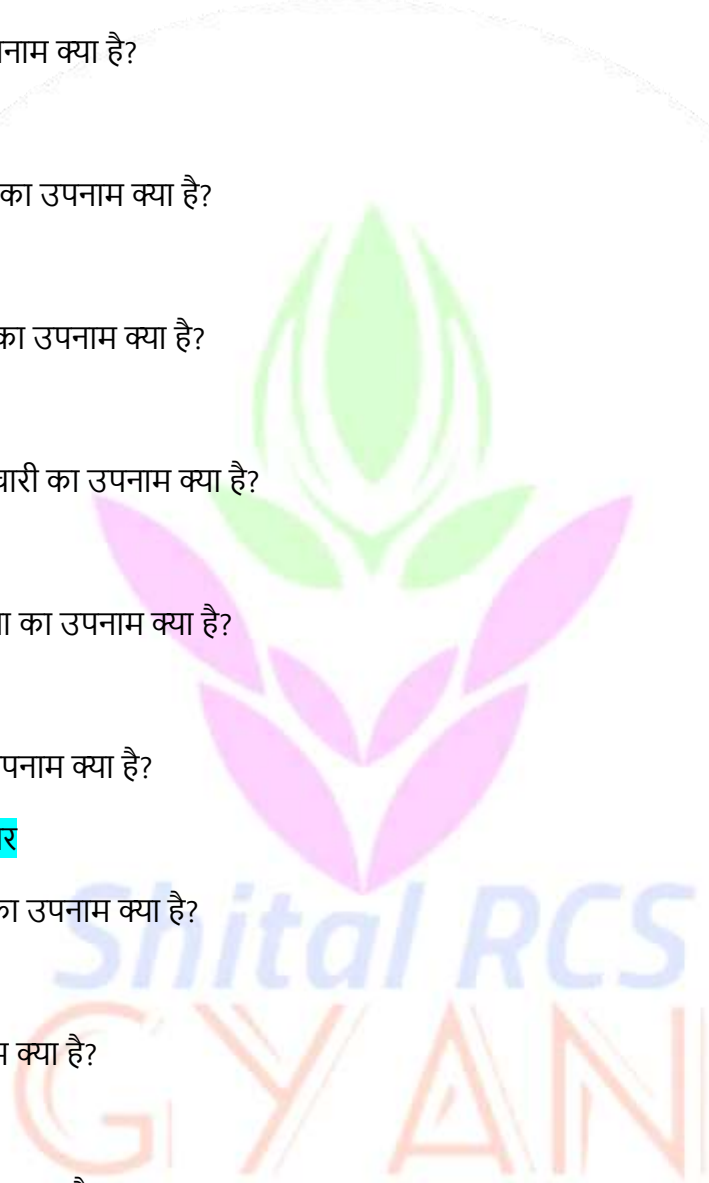 नाम क्या है?
का उपनाम क्या है?
का उपनाम क्या है?
चारी का उपनाम क्या है?
ा का उपनाम क्या है?
पनाम क्या है?
र
का उपनाम क्या है?
म क्या है?
Shital RCS
GYAN